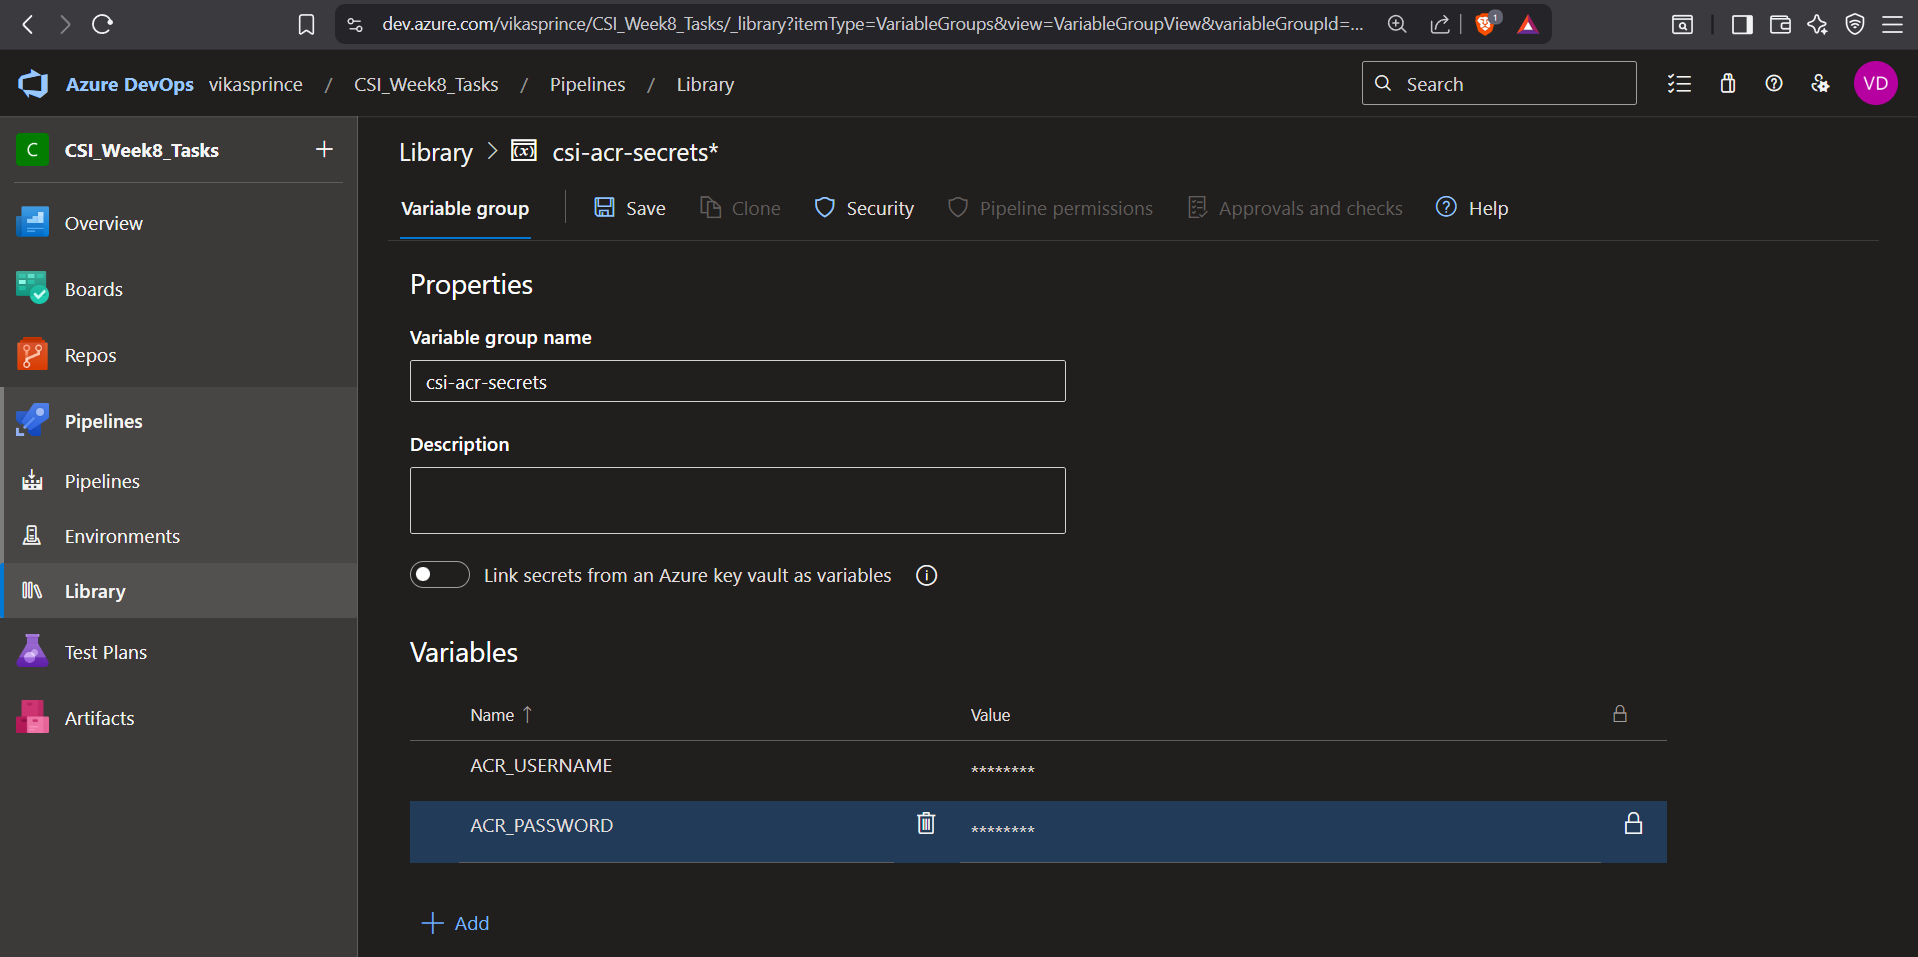 dev.azure.com/vikasprince/CSI_Week8_Tasks/_library?itemType=VariableGroups&view=VariableGroupView&variableGroupId=...
1
Azure DevOps vikasprince / CSI_Week8_Tasks / Pipelines / Library
Search
VD
C CSI_Week8_Tasks
Overview
Boards
Repos
Pipelines
Pipelines
Environments
Library
Test Plans
Artifacts
Library > (x) csi-acr-secrets*
Variable group Save Clone Security Pipeline permissions Approvals and checks Help
Properties
Variable group name
csi-acr-secrets
Description
Link secrets from an Azure key vault as variables
Variables
Name ↑ Value
ACR_USERNAME ********
ACR_PASSWORD ********
+ Add